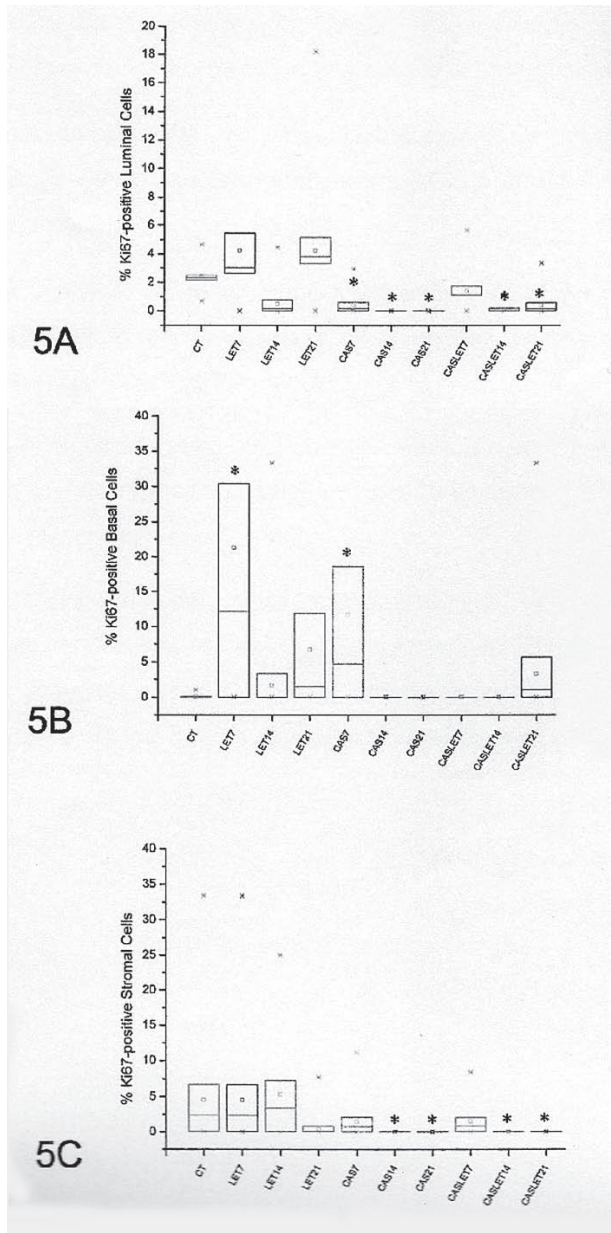 20
18
16
14
12
10
8
6
4
2
0
% Ki67-positive Luminal Cells
* * * * *
CT LET7 LET14 LET21 CAS7 CAS14 CAS21 CASLET7 CASLET14 CASLET21
5A
40
35
30
25
20
15
10
5
0
% Ki67-positive Basal Cells
* *
CT LET7 LET14 LET21 CAS7 CAS14 CAS21 CASLET7 CASLET14 CASLET21
5B
40
35
30
25
20
15
10
5
0
% Ki67-positive Stromal Cells
* * * *
CT LET7 LET14 LET21 CAS7 CAS14 CAS21 CASLET7 CASLET14 CASLET21
5C